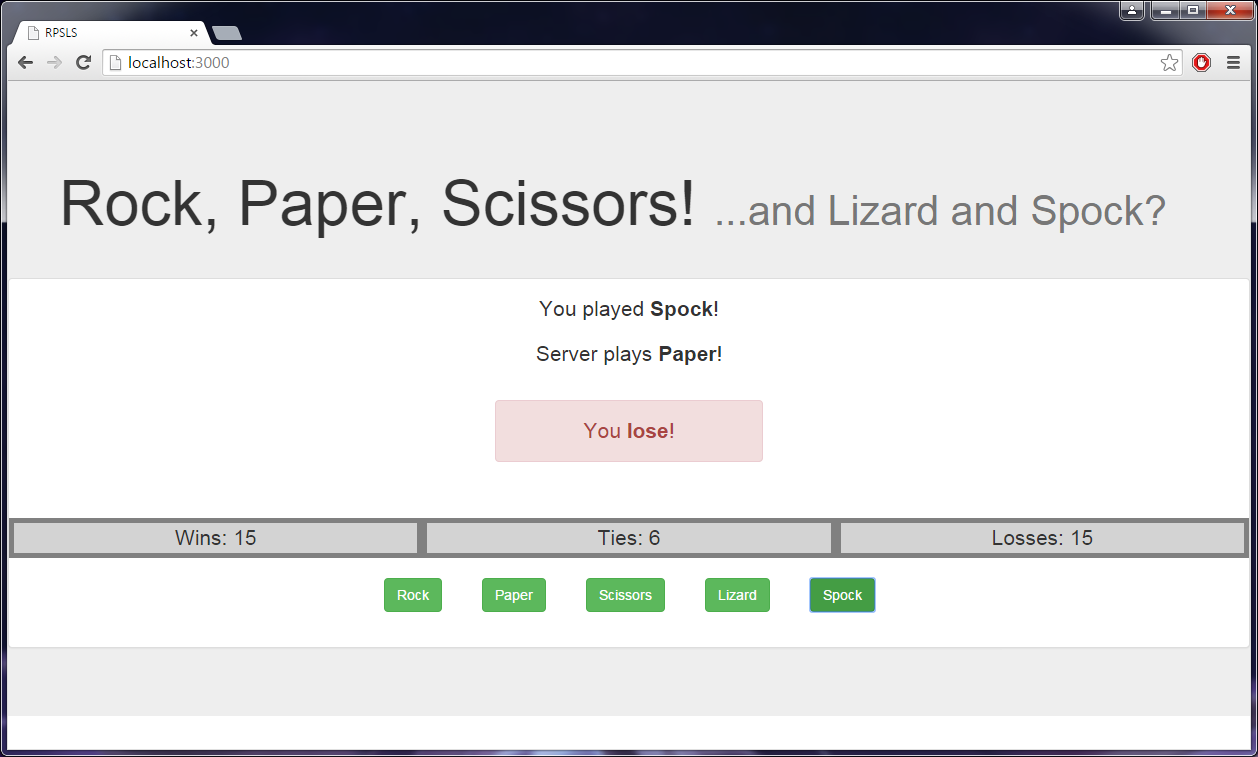 RPSLS
localhost:3000
Rock, Paper, Scissors! ...and Lizard and Spock?
You played Spock!
Server plays Paper!
You lose!
Wins: 15 Ties: 6 Losses: 15
Rock Paper Scissors Lizard Spock